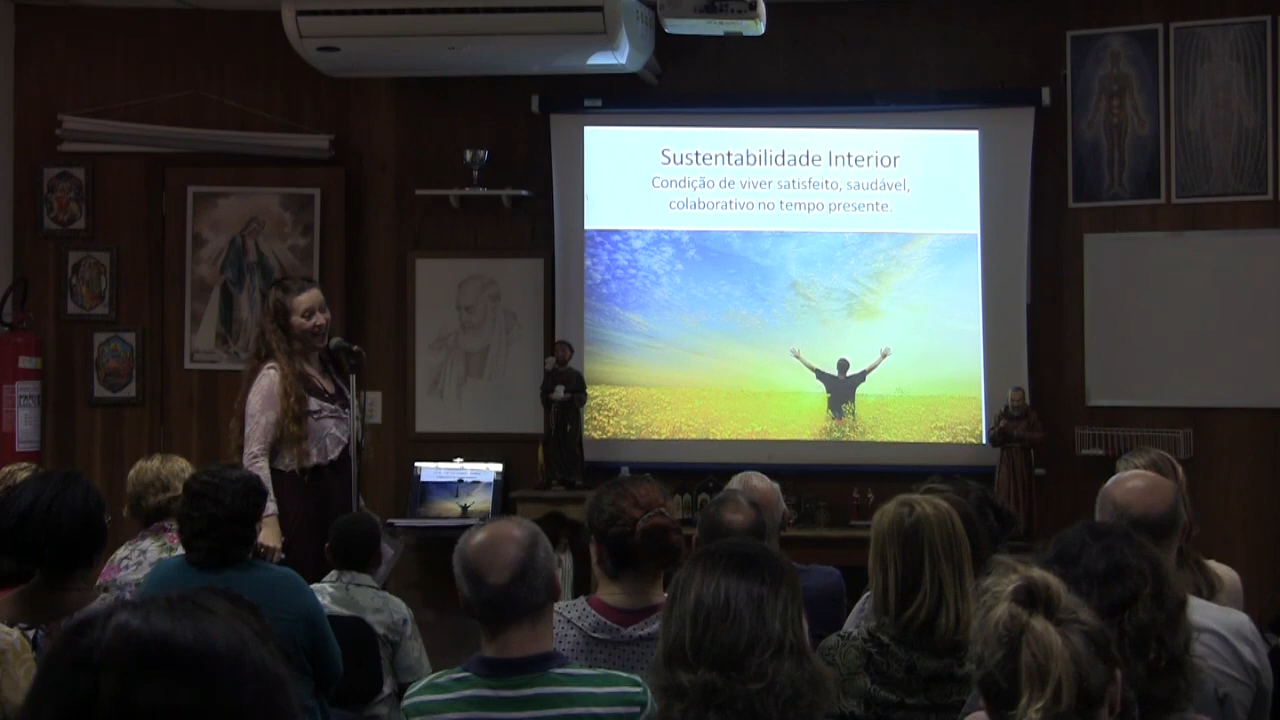 Sustentabilidade Interior
Condição de viver satisfeito, saudável,
colaborativo no tempo presente.